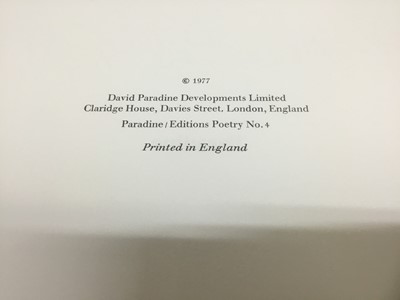 © 1977
David Paradine Developments Limited
Claridge House, Davies Street. London, England
Paradine/Editions Poetry No. 4
Printed in England